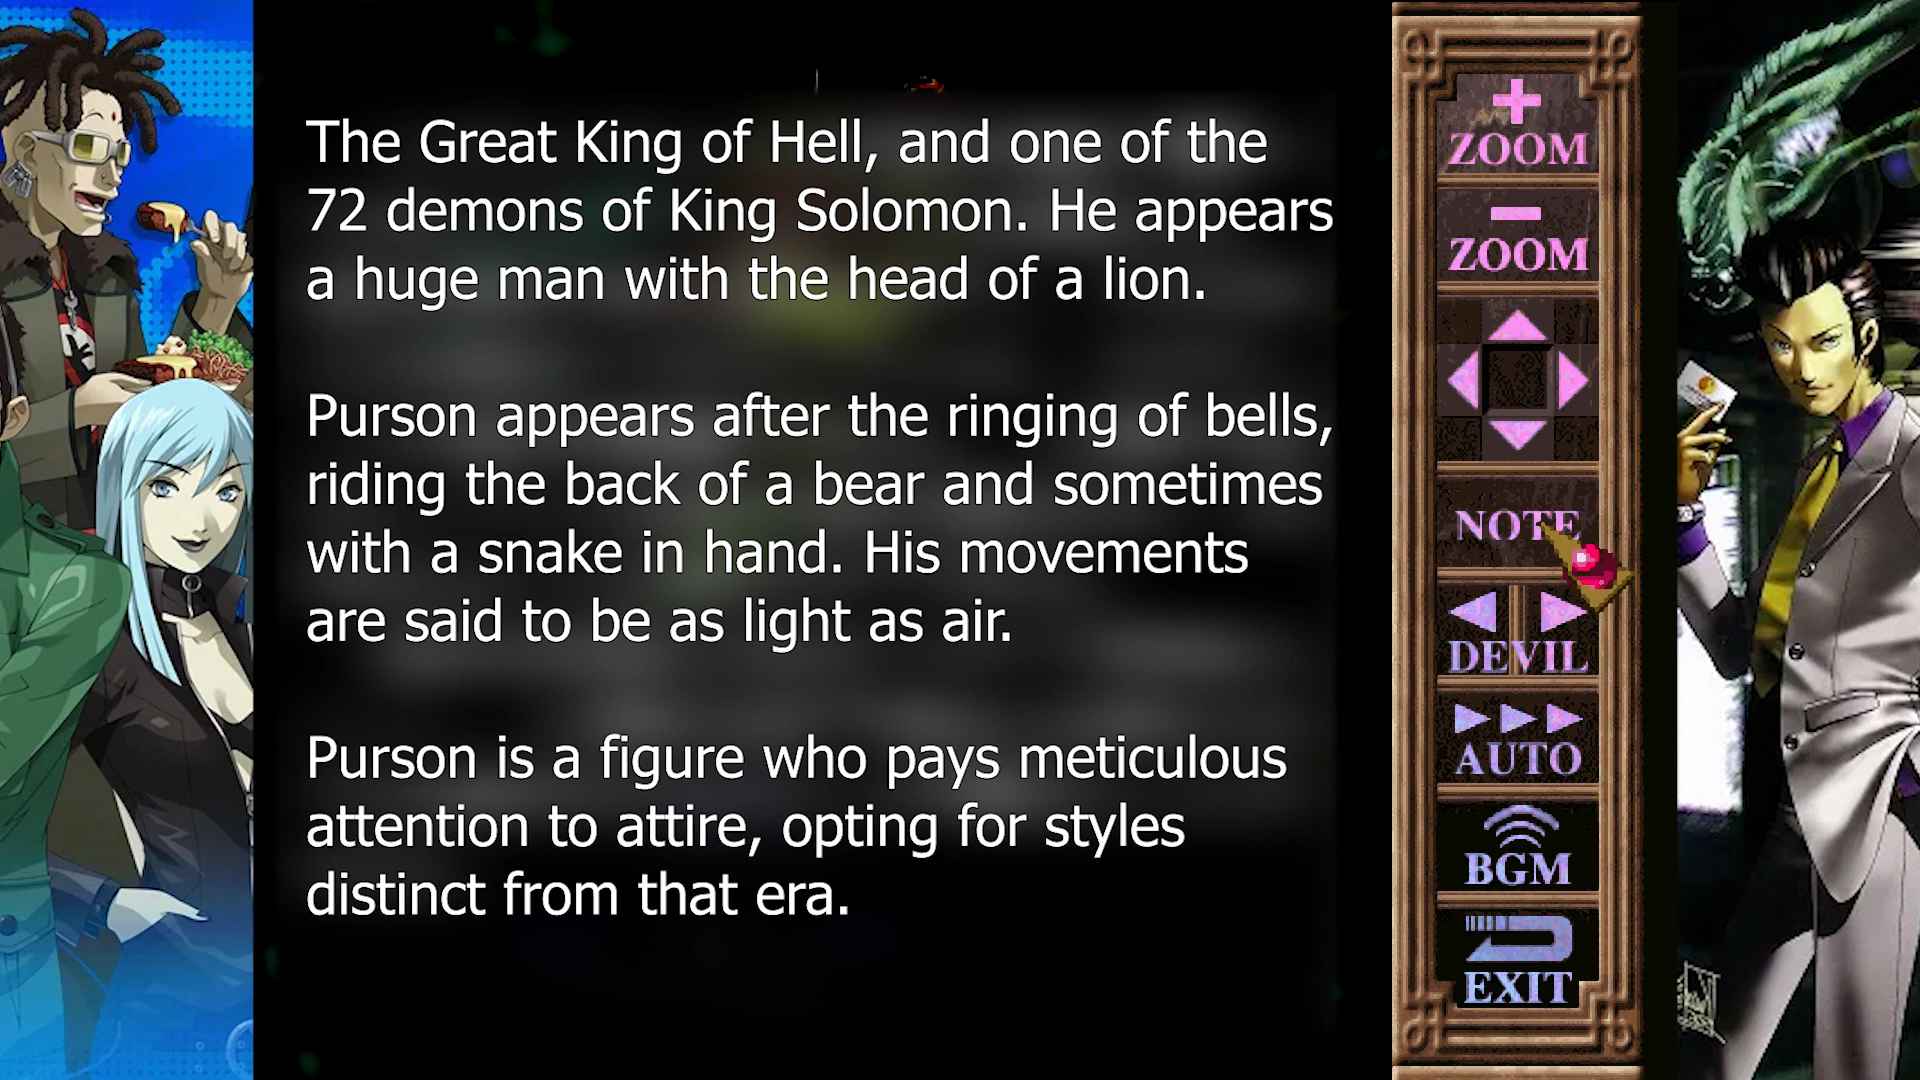 The Great King of Hell, and one of the
72 demons of King Solomon. He appears
a huge man with the head of a lion.
Purson appears after the ringing of bells,
riding the back of a bear and sometimes
with a snake in hand. His movements
are said to be as light as air.
Purson is a figure who pays meticulous
attention to attire, opting for styles
distinct from that era.
ZOOM
ZOOM
NOTE
DEVIL
AUTO
BGM
EXIT